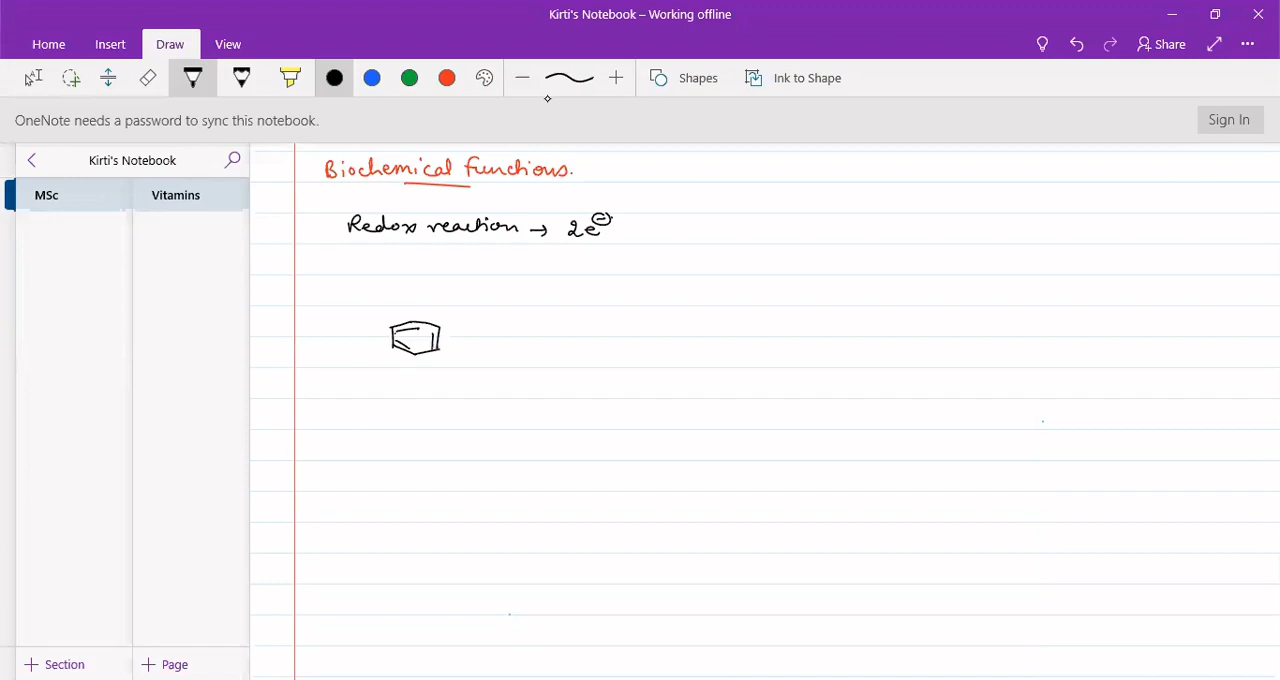 Kirti's Notebook – Working offline
Home Insert Draw View Share
Shapes Ink to Shape
OneNote needs a password to sync this notebook. Sign In
Kirti's Notebook
MSc Vitamins
Biochemical functions.
Redox reaction → 2e⊖
+ Section + Page